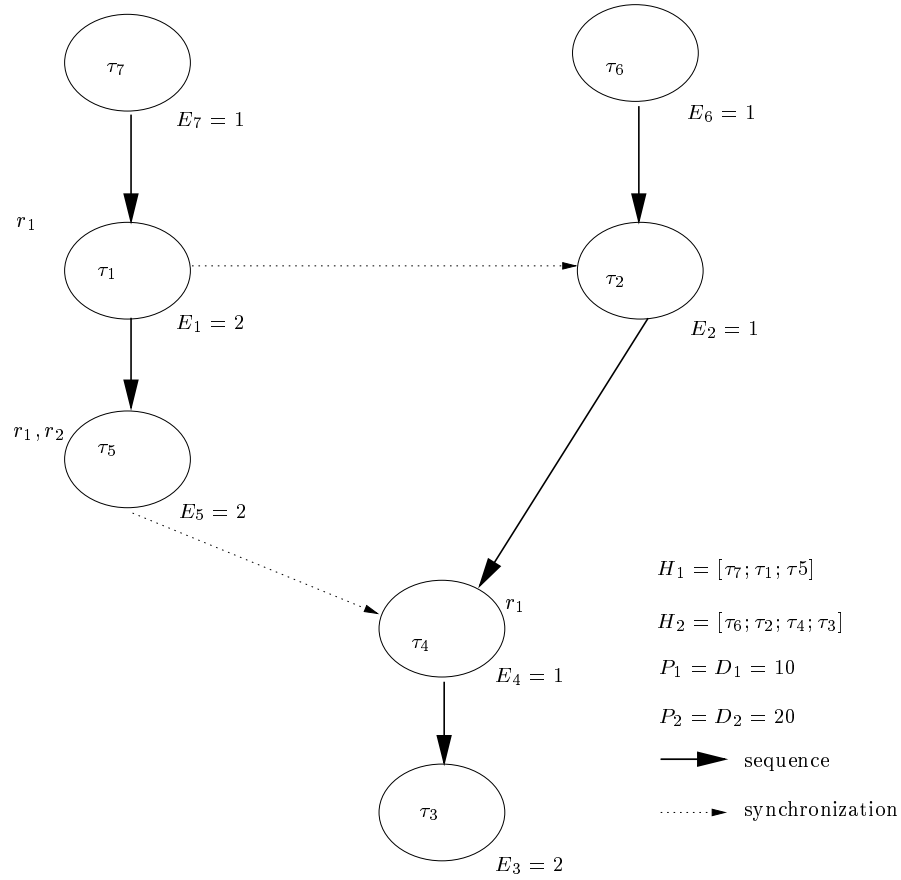 τ₇
τ₆
E₇ = 1
E₆ = 1
r₁
τ₁
τ₂
E₁ = 2
E₂ = 1
r₁, r₂
τ₅
E₅ = 2
H₁ = [τ₇; τ₁; τ5]
r₁
τ₄
H₂ = [τ₆; τ₂; τ₄; τ₃]
E₄ = 1
P₁ = D₁ = 10
P₂ = D₂ = 20
sequence
τ₃
synchronization
E₃ = 2